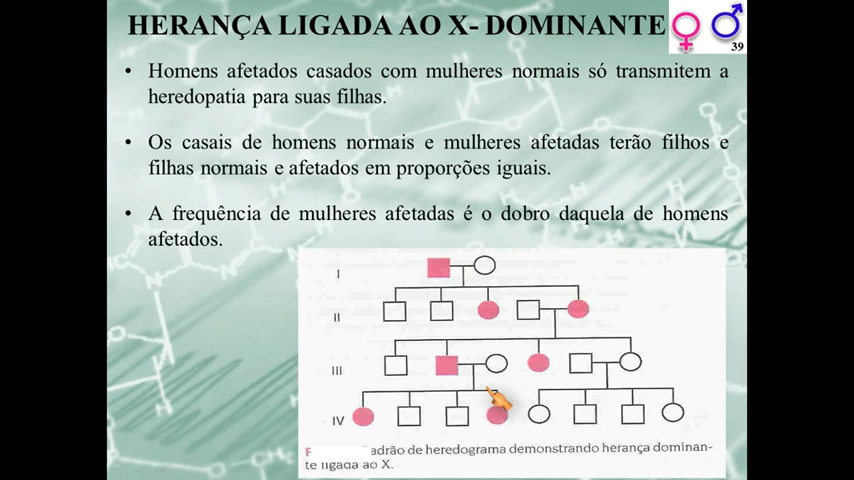 HERANÇA LIGADA AO X- DOMINANTE
39
• Homens afetados casados com mulheres normais só transmitem a
heredopatia para suas filhas.
• Os casais de homens normais e mulheres afetadas terão filhos e
filhas normais e afetados em proporções iguais.
• A frequência de mulheres afetadas é o dobro daquela de homens
afetados.
I
II
III
IV
F adrão de heredograma demonstrando herança dominan-
te ligada ao X.